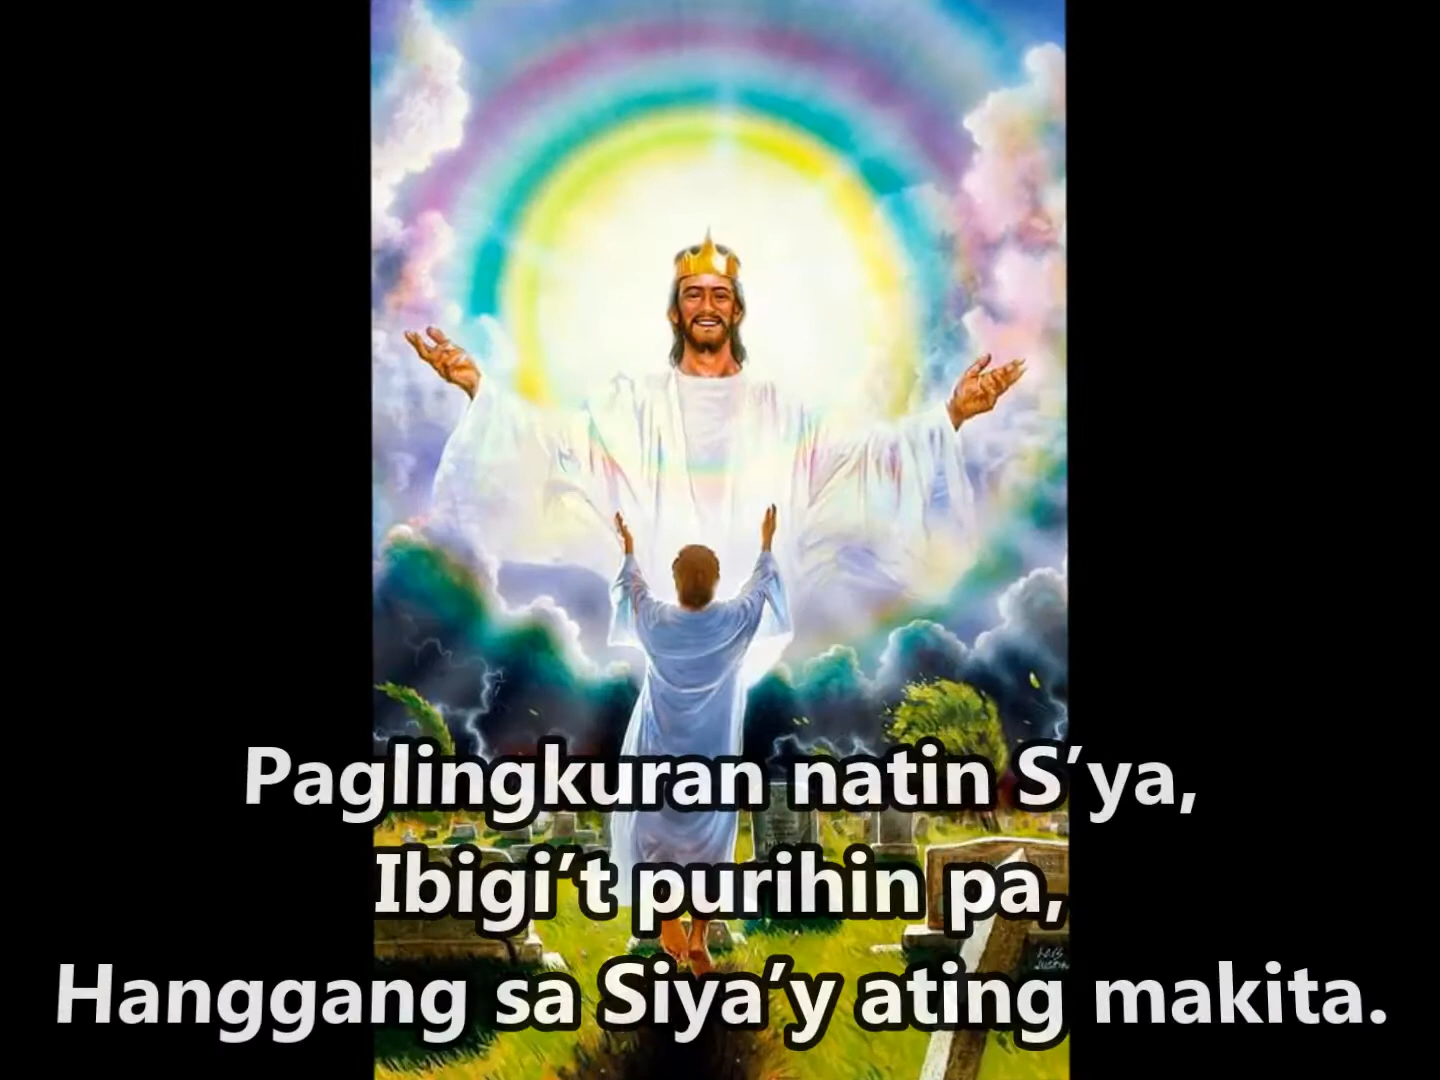 Paglingkuran natin S’ya,
Ibigi’t purihin pa,
Hanggang sa Siya’y ating makita.